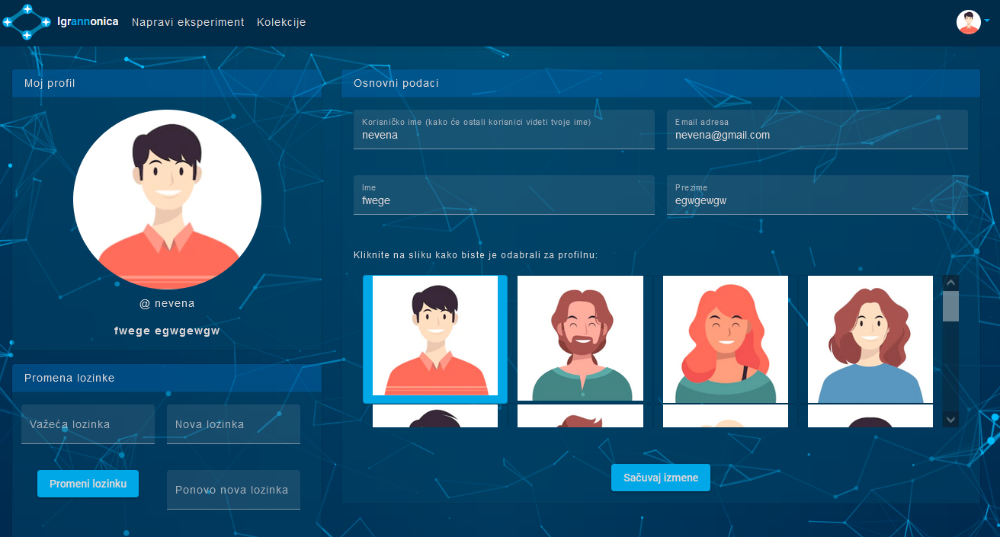 Igrannonica
Napravi eksperiment
Kolekcije
Moj profil
@ nevena
fwege egwgewgw
Promena lozinke
Važeća lozinka
Nova lozinka
Promeni lozinku
Ponovo nova lozinka
Osnovni podaci
Korisničko ime (kako će ostali korisnici videti tvoje ime)
nevena
Email adresa
nevena@gmail.com
Ime
fwege
Prezime
egwgewgw
Kliknite na sliku kako biste je odabrali za profilnu:
Sačuvaj izmene